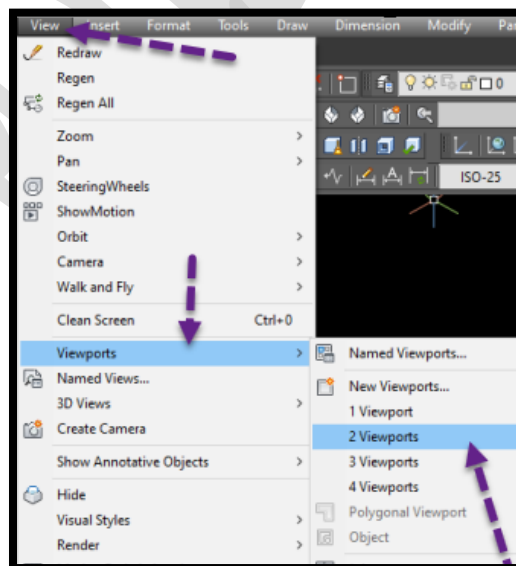 View Insert Format Tools Draw Dimension Modify
Redraw
Regen
Regen All
0
Zoom
Pan
SteeringWheels
ISO-25
ShowMotion
Orbit
Camera
Walk and Fly
Clean Screen Ctrl+0
Viewports
Named Viewports...
Named Views...
New Viewports...
3D Views
1 Viewport
Create Camera
2 Viewports
Show Annotative Objects
3 Viewports
4 Viewports
Hide
Polygonal Viewport
Visual Styles
Object
Render